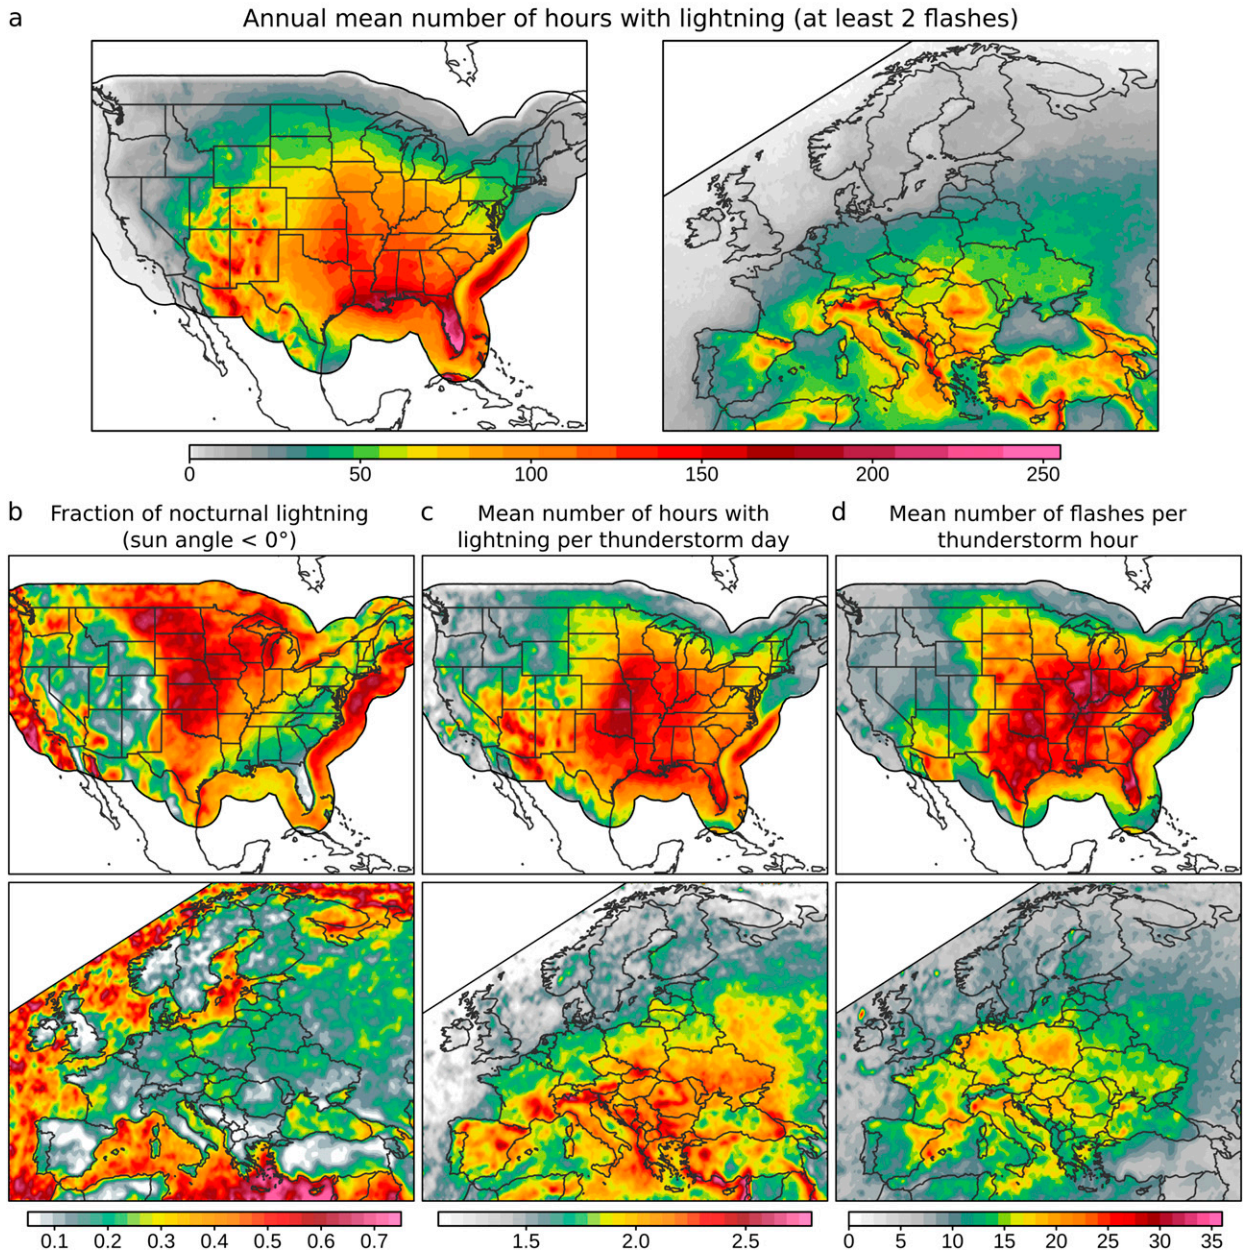 a
Annual mean number of hours with lightning (at least 2 flashes)
0 50 100 150 200 250
b Fraction of nocturnal lightning
(sun angle < 0°)
c Mean number of hours with
lightning per thunderstorm day
d Mean number of flashes per
thunderstorm hour
0.1 0.2 0.3 0.4 0.5 0.6 0.7
1.5 2.0 2.5
0 5 10 15 20 25 30 35